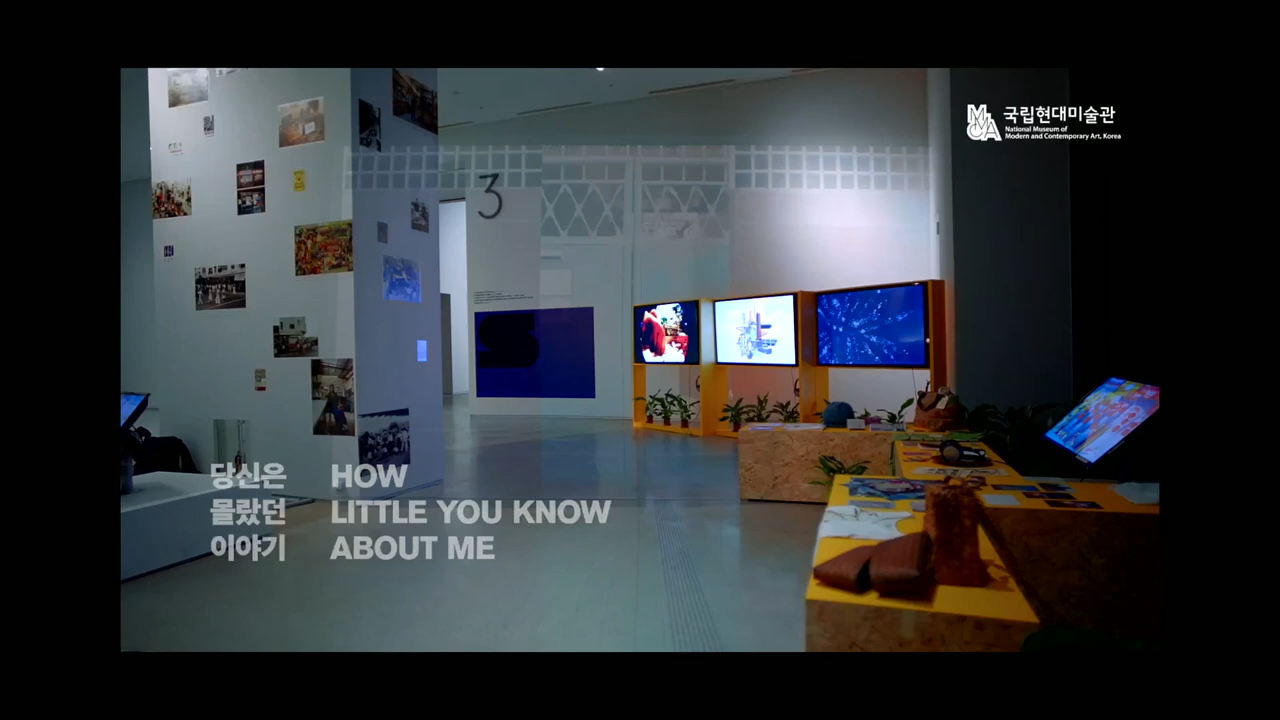 국립현대미술관
National Museum of
Modern and Contemporary Art, Korea
MMCA
3
당신은 HOW
몰랐던 LITTLE YOU KNOW
이야기 ABOUT ME